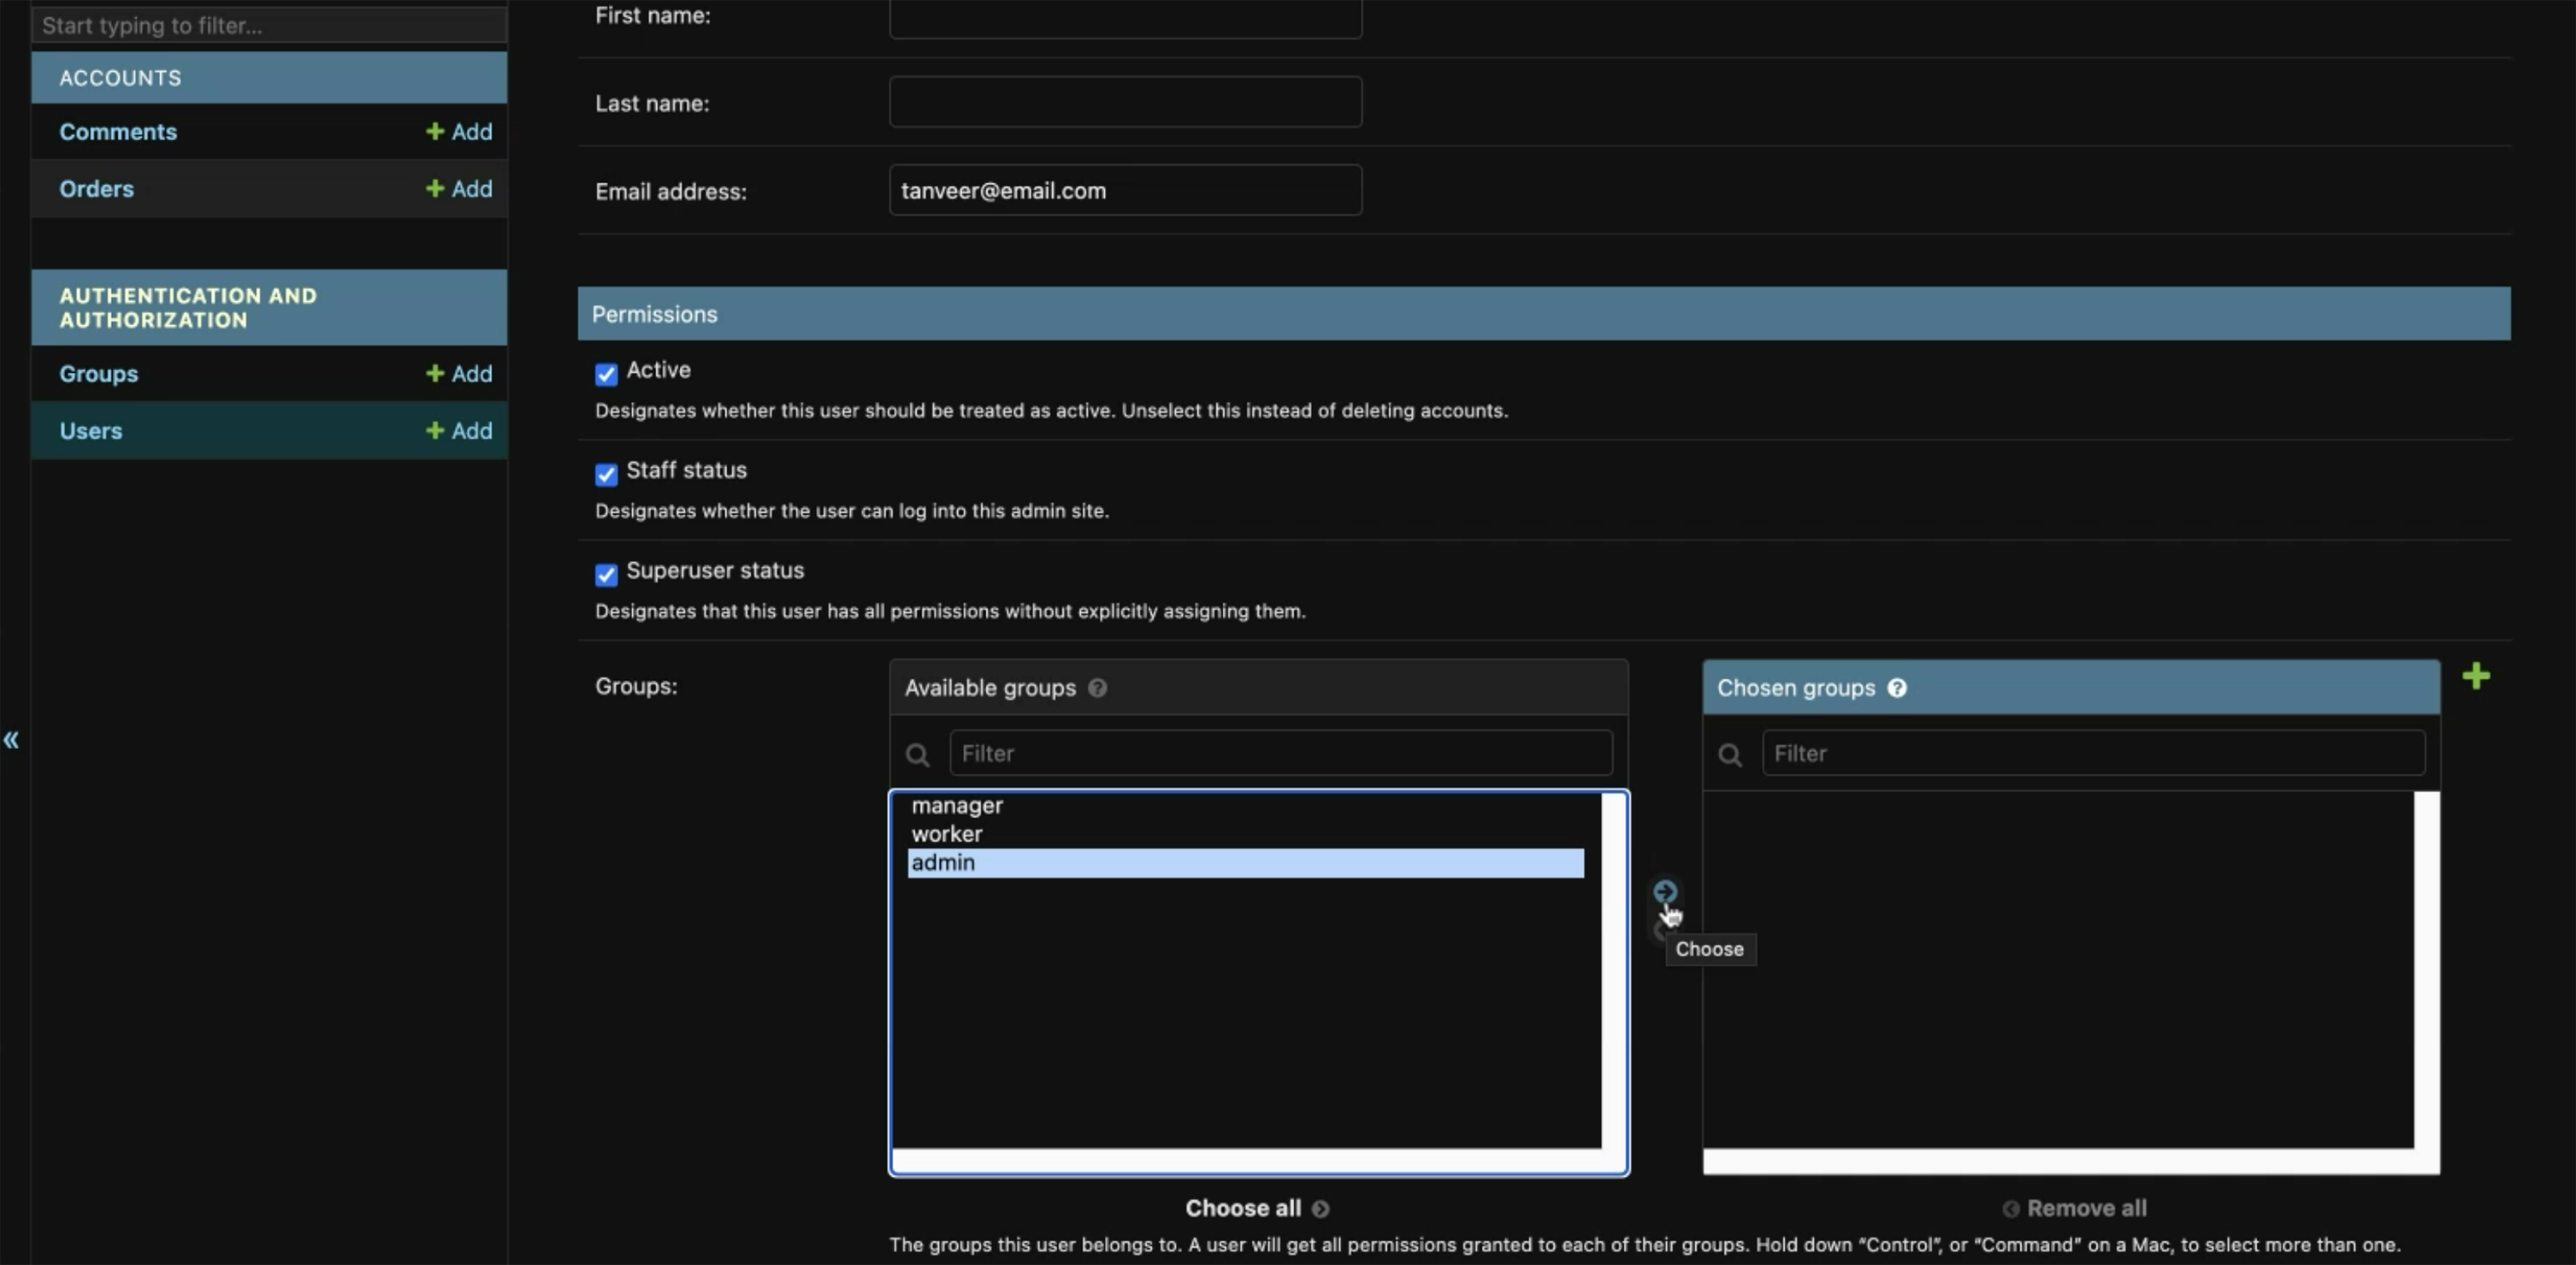 Start typing to filter...
ACCOUNTS
Comments + Add
Orders + Add
AUTHENTICATION AND
AUTHORIZATION
Groups + Add
Users + Add
«
First name:
Last name:
Email address: tanveer@email.com
Permissions
Active
Designates whether this user should be treated as active. Unselect this instead of deleting accounts.
Staff status
Designates whether the user can log into this admin site.
Superuser status
Designates that this user has all permissions without explicitly assigning them.
Groups:
Available groups ?
Filter
manager
worker
admin
Choose all
Choose
Chosen groups ?
Filter
Remove all
The groups this user belongs to. A user will get all permissions granted to each of their groups. Hold down “Control”, or “Command” on a Mac, to select more than one.